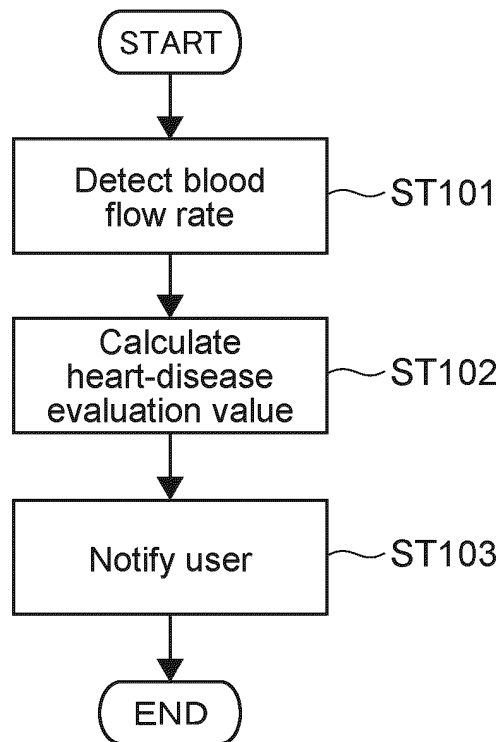 START
Detect blood
flow rate
ST101
Calculate
heart-disease
evaluation value
ST102
Notify user
ST103
END